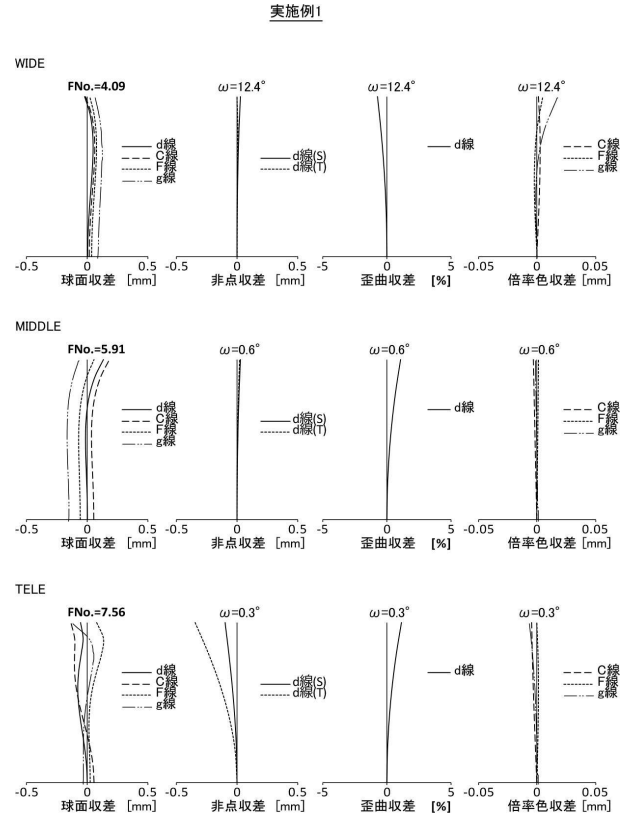 実施例1
WIDE
FNo.=4.09
ω=12.4°
ω=12.4°
ω=12.4°
d線
C線
F線
g線
d線(S)
d線(T)
d線
C線
F線
g線
-0.5 0 0.5
球面収差 [mm]
-0.5 0 0.5
非点収差 [mm]
-5 0 5
歪曲収差 [%]
-0.05 0 0.05
倍率色収差 [mm]
MIDDLE
FNo.=5.91
ω=0.6°
ω=0.6°
ω=0.6°
d線
C線
F線
g線
d線(S)
d線(T)
d線
C線
F線
g線
-0.5 0 0.5
球面収差 [mm]
-0.5 0 0.5
非点収差 [mm]
-5 0 5
歪曲収差 [%]
-0.05 0 0.05
倍率色収差 [mm]
TELE
FNo.=7.56
ω=0.3°
ω=0.3°
ω=0.3°
d線
C線
F線
g線
d線(S)
d線(T)
d線
C線
F線
g線
-0.5 0 0.5
球面収差 [mm]
-0.5 0 0.5
非点収差 [mm]
-5 0 5
歪曲収差 [%]
-0.05 0 0.05
倍率色収差 [mm]